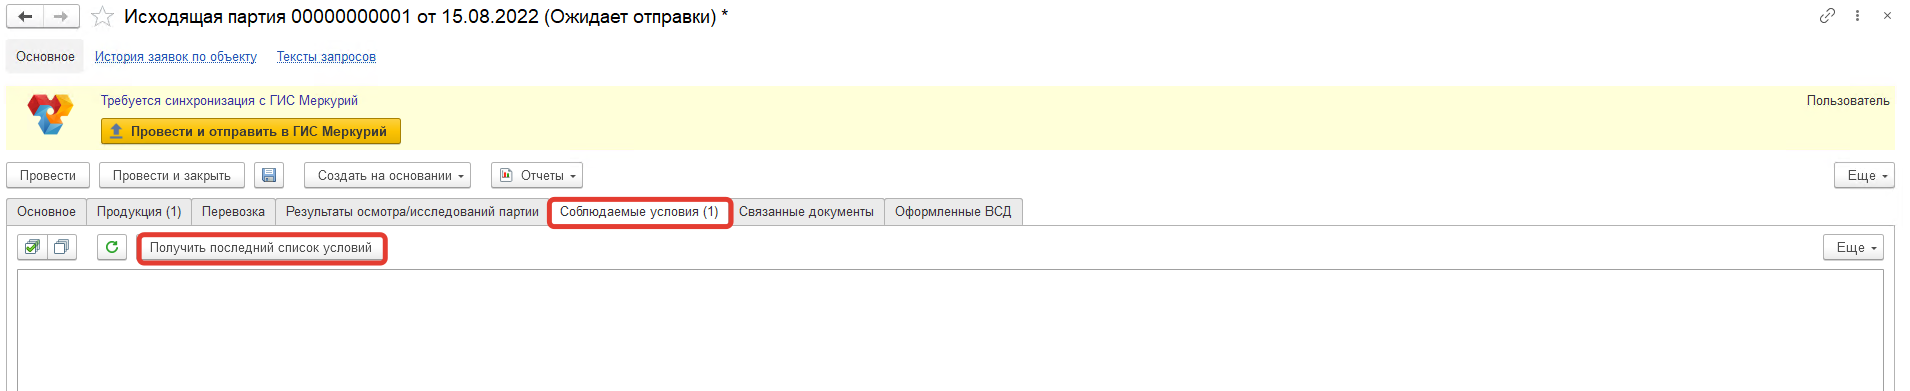 Исходящая партия 00000000001 от 15.08.2022 (Ожидает отправки) *
Основное История заявок по объекту Тексты запросов
Требуется синхронизация с ГИС Меркурий Пользователь
Провести и отправить в ГИС Меркурий
Провести Провести и закрыть Создать на основании Отчеты Еще
Основное Продукция (1) Перевозка Результаты осмотра/исследований партии Соблюдаемые условия (1) Связанные документы Оформленные ВСД
Получить последний список условий Еще